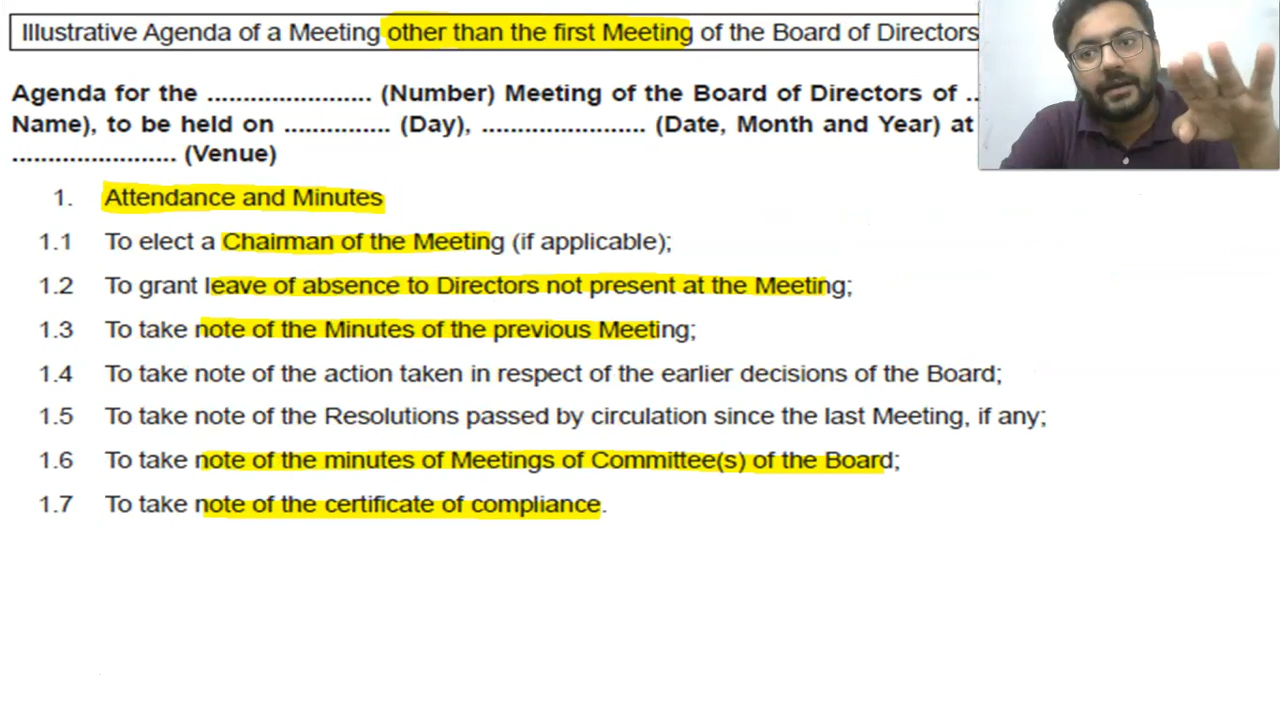 Illustrative Agenda of a Meeting other than the first Meeting of the Board of Directors
Agenda for the ....................... (Number) Meeting of the Board of Directors of ..
Name), to be held on ............... (Day), ....................... (Date, Month and Year) at
....................... (Venue)
1. Attendance and Minutes
1.1 To elect a Chairman of the Meeting (if applicable);
1.2 To grant leave of absence to Directors not present at the Meeting;
1.3 To take note of the Minutes of the previous Meeting;
1.4 To take note of the action taken in respect of the earlier decisions of the Board;
1.5 To take note of the Resolutions passed by circulation since the last Meeting, if any;
1.6 To take note of the minutes of Meetings of Committee(s) of the Board;
1.7 To take note of the certificate of compliance.